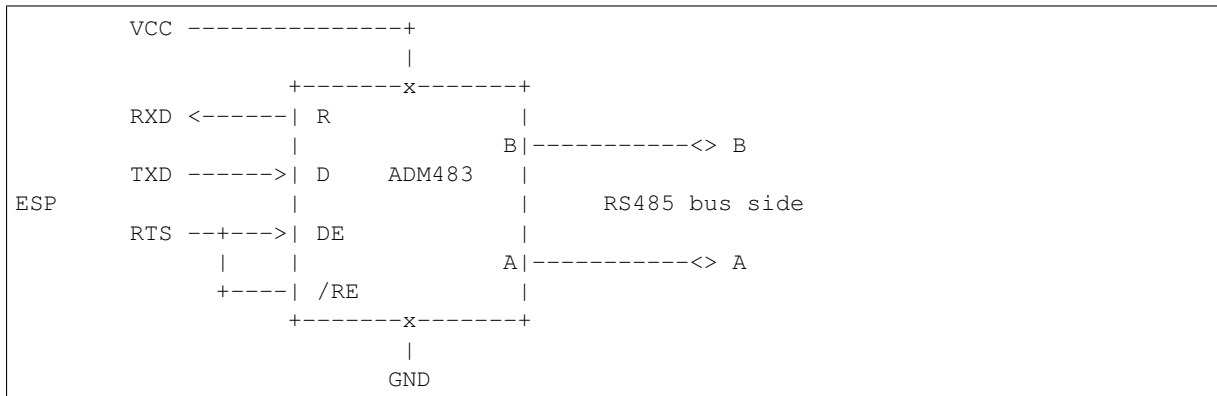 VCC ---------------+
                           |
                   +-------x-------+
        RXD <------| R             |
                   |              B|-----------<> B
        TXD ------>| D    ADM483   |
ESP                |               |     RS485 bus side
        RTS --+--->| DE            |
              |    |              A|-----------<> A
              +----| /RE           |
                   +-------x-------+
                           |
                          GND